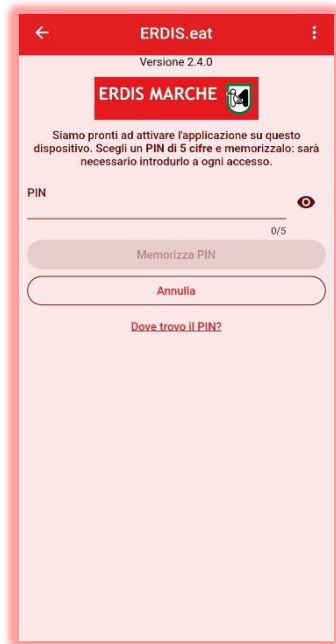 ERDIS.eat
Versione 2.4.0
ERDIS MARCHE
Siamo pronti ad attivare l'applicazione su questo
dispositivo. Scegli un PIN di 5 cifre e memorizzalo: sarà
necessario introdurlo a ogni accesso.
PIN
0/5
Memorizza PIN
Annulla
Dove trovo il PIN?